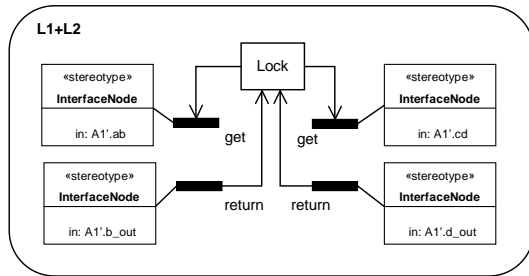 L1+L2
«stereotype»
InterfaceNode
in: A1'.ab
get
Lock
get
«stereotype»
InterfaceNode
in: A1'.cd
«stereotype»
InterfaceNode
in: A1'.b_out
return
return
«stereotype»
InterfaceNode
in: A1'.d_out